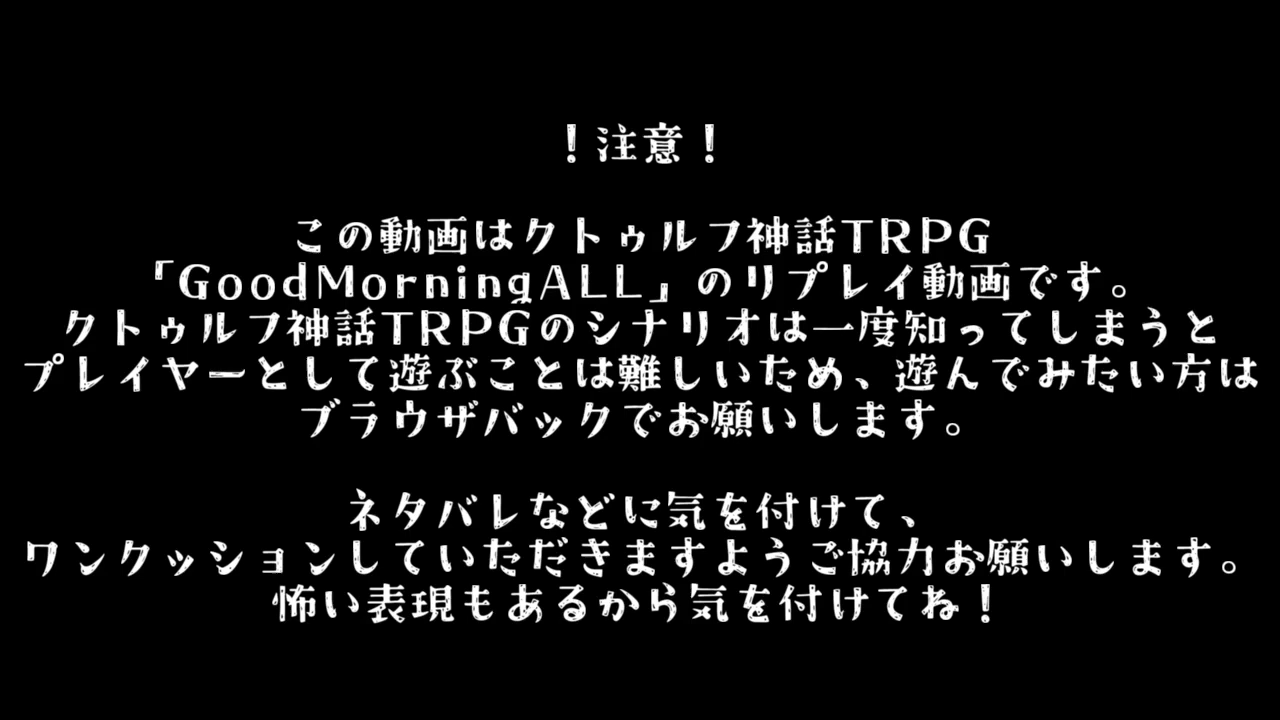 ！注意！
この動画はクトゥルフ神話TRPG
「GoodMorningALL」のリプレイ動画です。
クトゥルフ神話TRPGのシナリオは一度知ってしまうと
プレイヤーとして遊ぶことは難しいため、遊んでみたい方は
ブラウザバックでお願いします。
ネタバレなどに気を付けて、
ワンクッションしていただきますようご協力お願いします。
怖い表現もあるから気を付けてね！